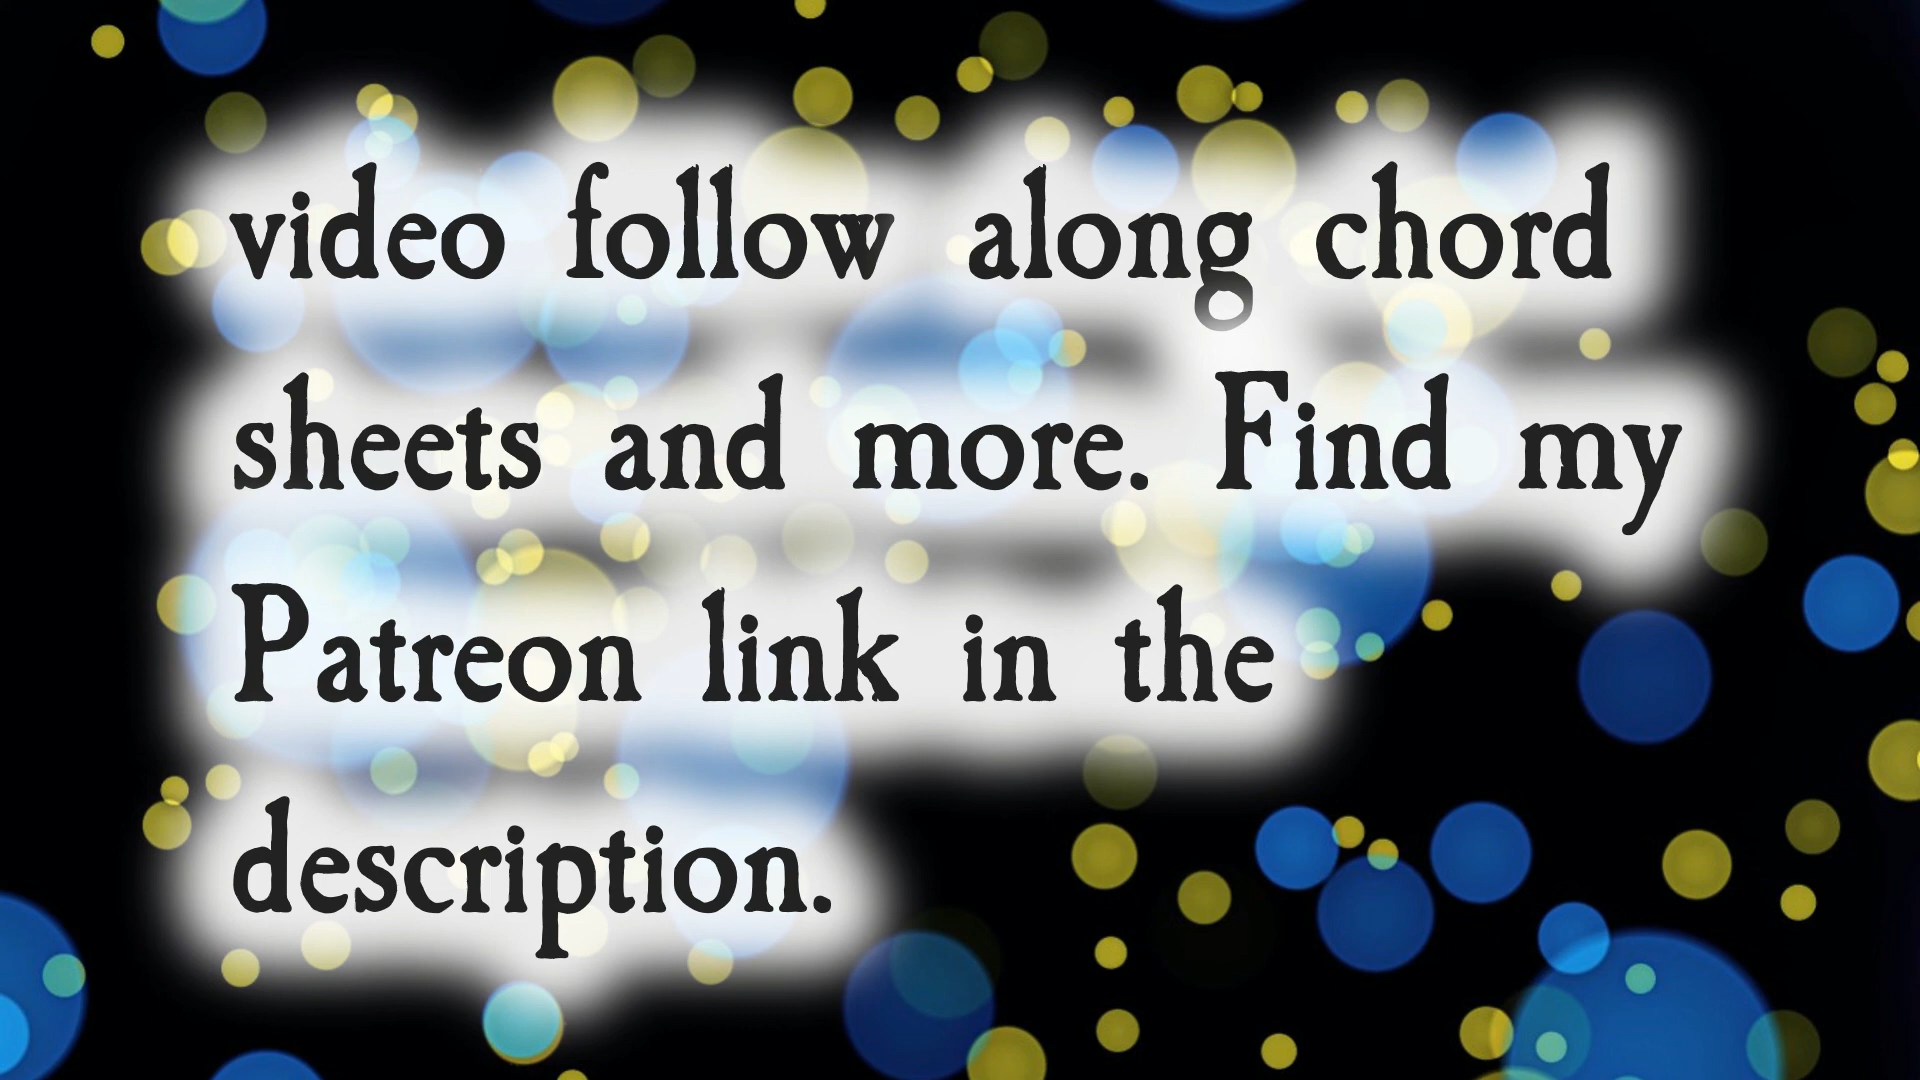 video follow along chord
sheets and more. Find my
Patreon link in the
description.